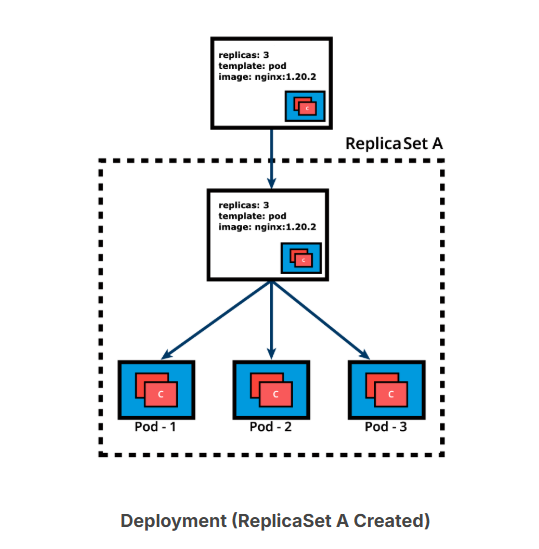 replicas: 3
template: pod
image: nginx:1.20.2
C
ReplicaSet A
replicas: 3
template: pod
image: nginx:1.20.2
C
C
C
C
Pod - 1
Pod - 2
Pod - 3
Deployment (ReplicaSet A Created)